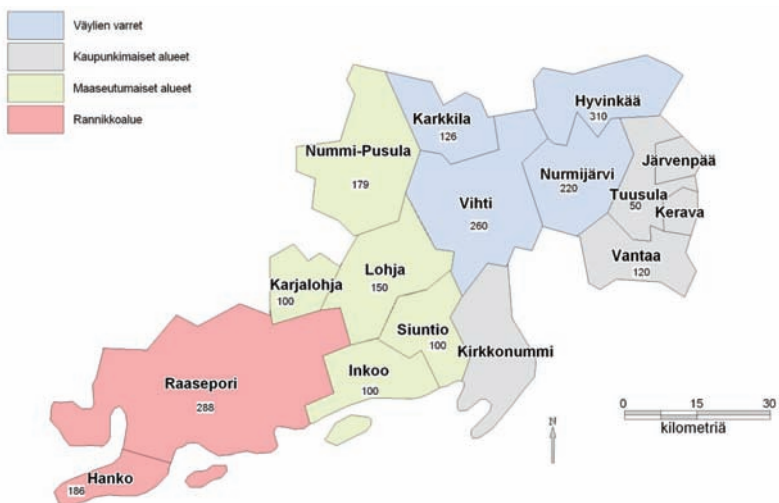 Väylien varret
Kaupunkimaiset alueet
Maaseutumaiset alueet
Rannikkoalue
Hyvinkää
310
Karkkila
126
Nummi-Pusula
179
Järvenpää
Nurmijärvi
220
Tuusula
50
Kerava
Vihti
260
Vantaa
120
Lohja
150
Karjalohja
100
Siuntio
100
Kirkkonummi
Inkoo
100
Raasepori
288
Hanko
186
N
0 15 30
kilometriä